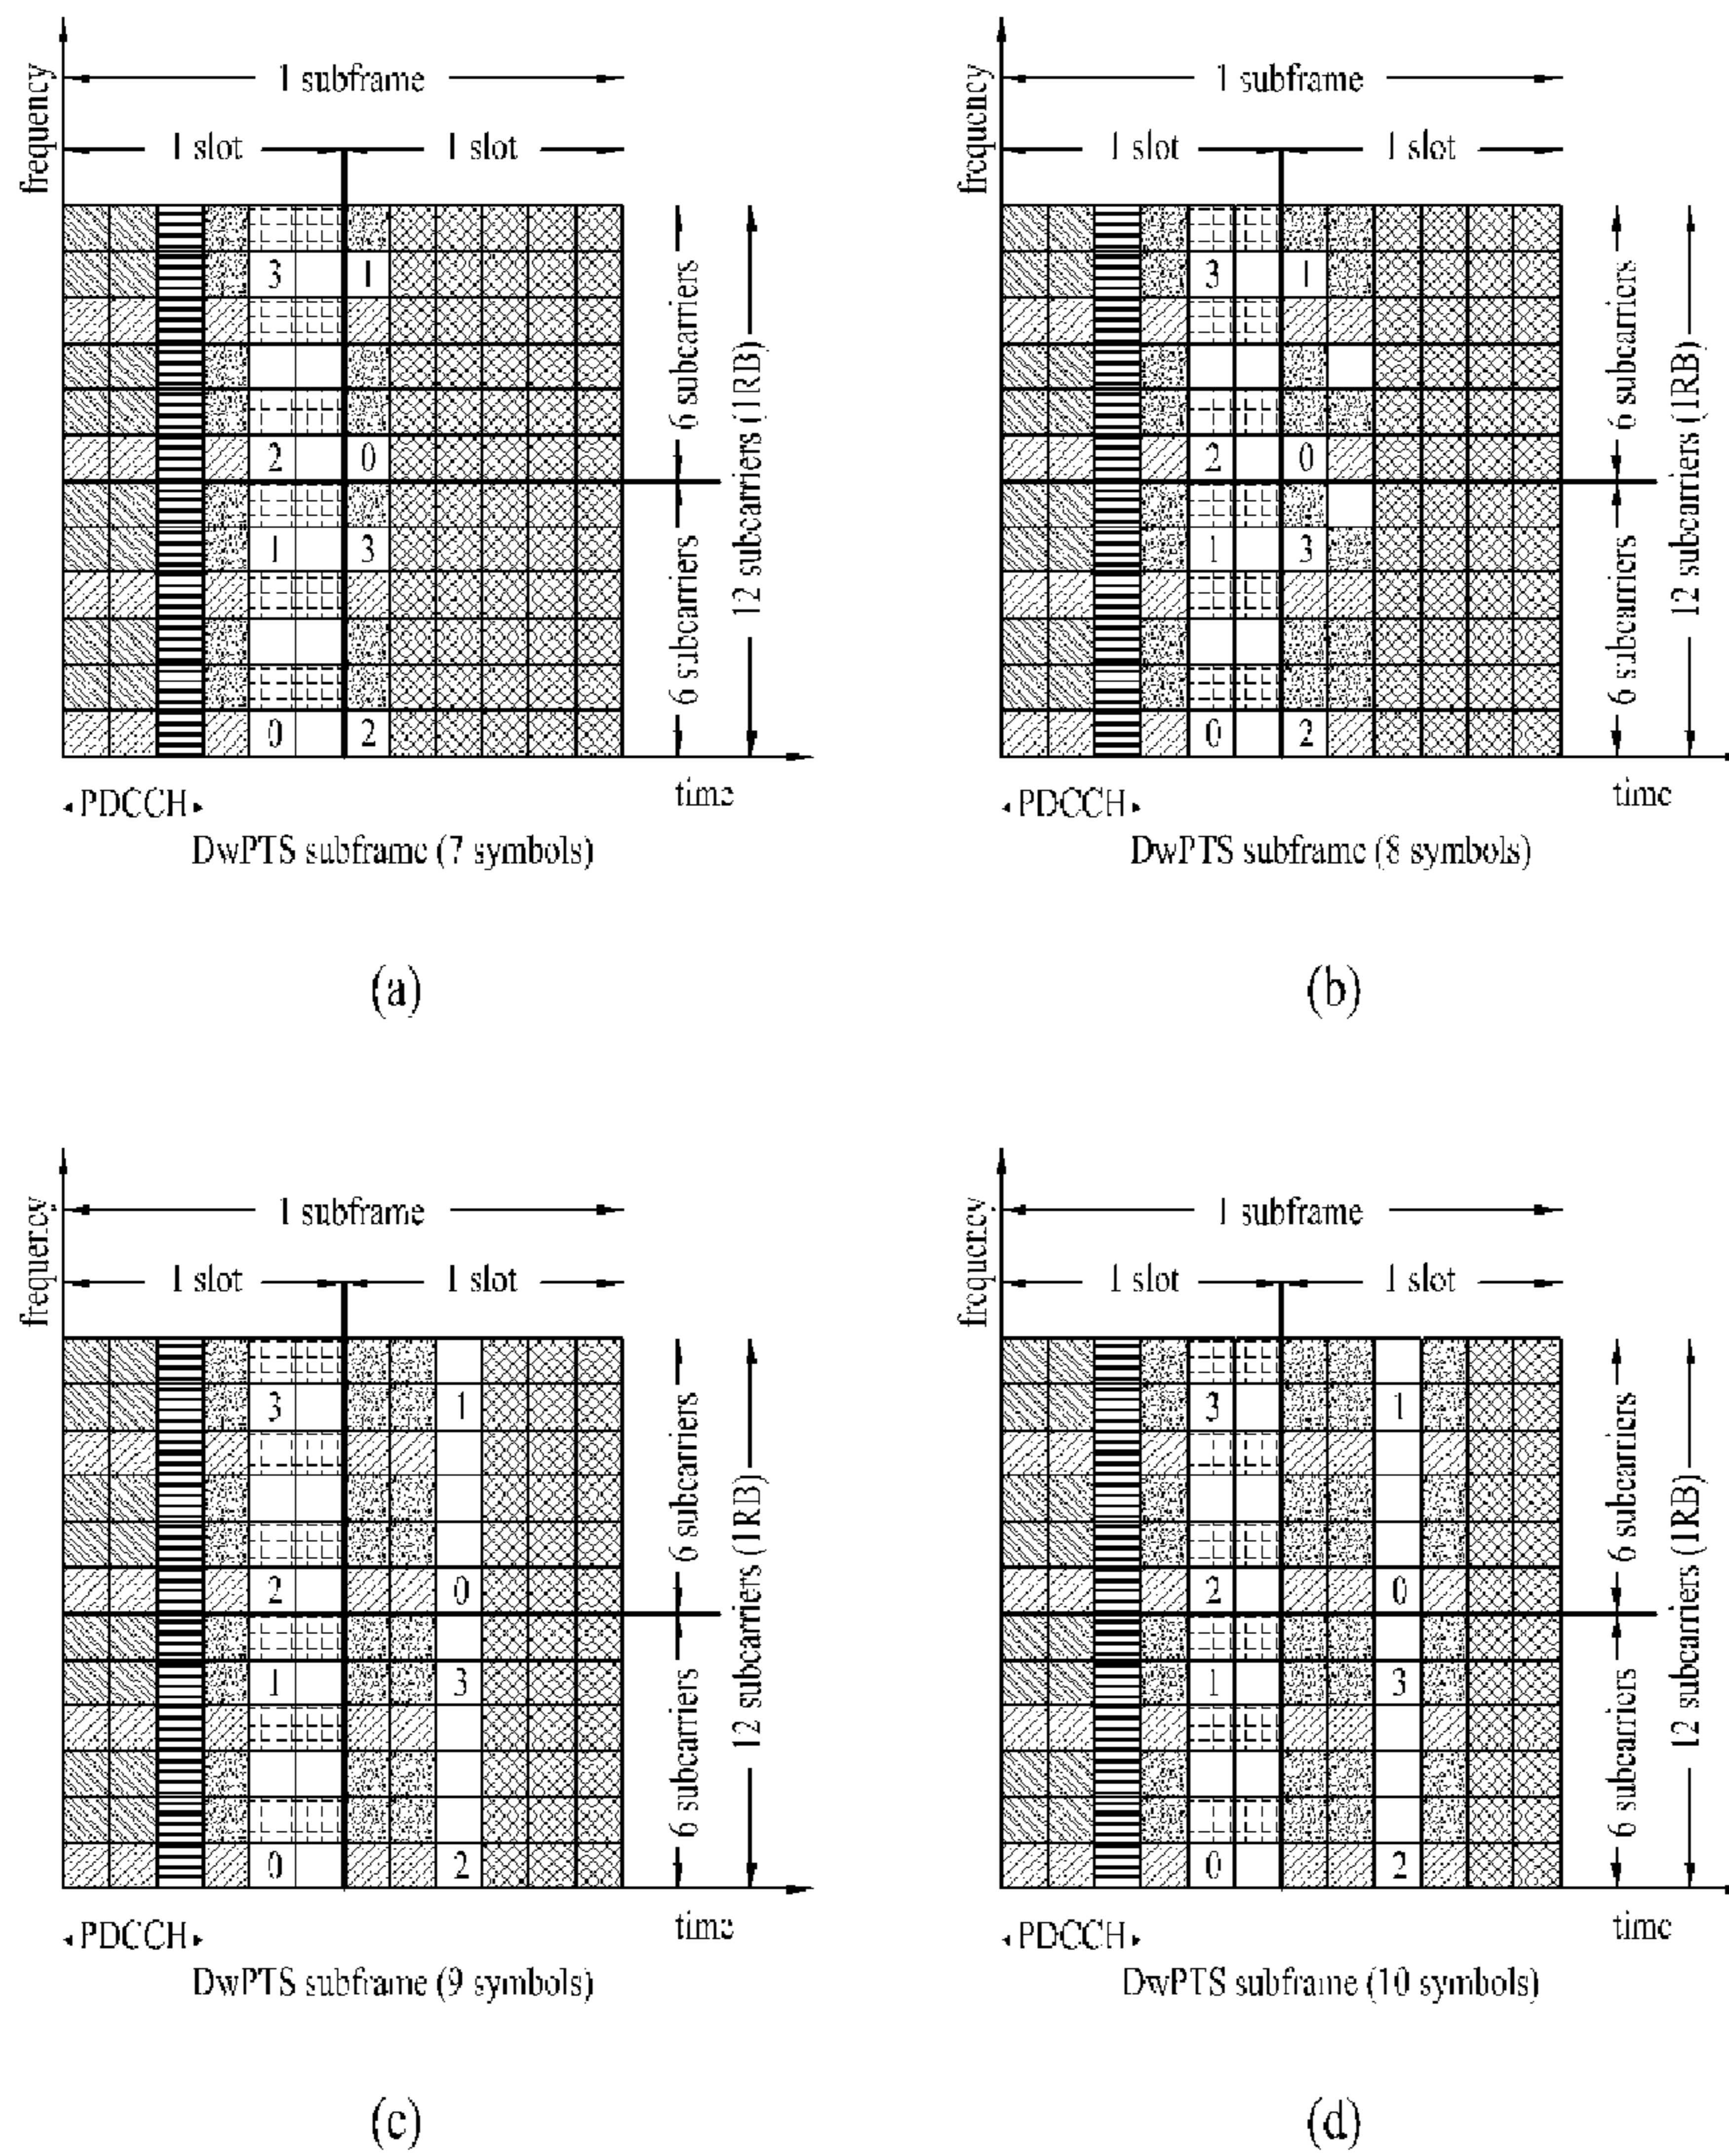 1 subframe
1 slot
1 slot
frequency
3 1
2 0
1 3
0 2
6 subcarriers
6 subcarriers
12 subcarriers (1RB)
time
PDCCH
DwPTS subframe (7 symbols)
(a)
1 subframe
1 slot
1 slot
frequency
3 1
2 0
1 3
0 2
6 subcarriers
6 subcarriers
12 subcarriers (1RB)
time
PDCCH
DwPTS subframe (8 symbols)
(b)
1 subframe
1 slot
1 slot
frequency
3 1
2 0
1 3
0 2
6 subcarriers
6 subcarriers
12 subcarriers (1RB)
time
PDCCH
DwPTS subframe (9 symbols)
(c)
1 subframe
1 slot
1 slot
frequency
3 1
2 0
1 3
0 2
6 subcarriers
6 subcarriers
12 subcarriers (1RB)
time
PDCCH
DwPTS subframe (10 symbols)
(d)